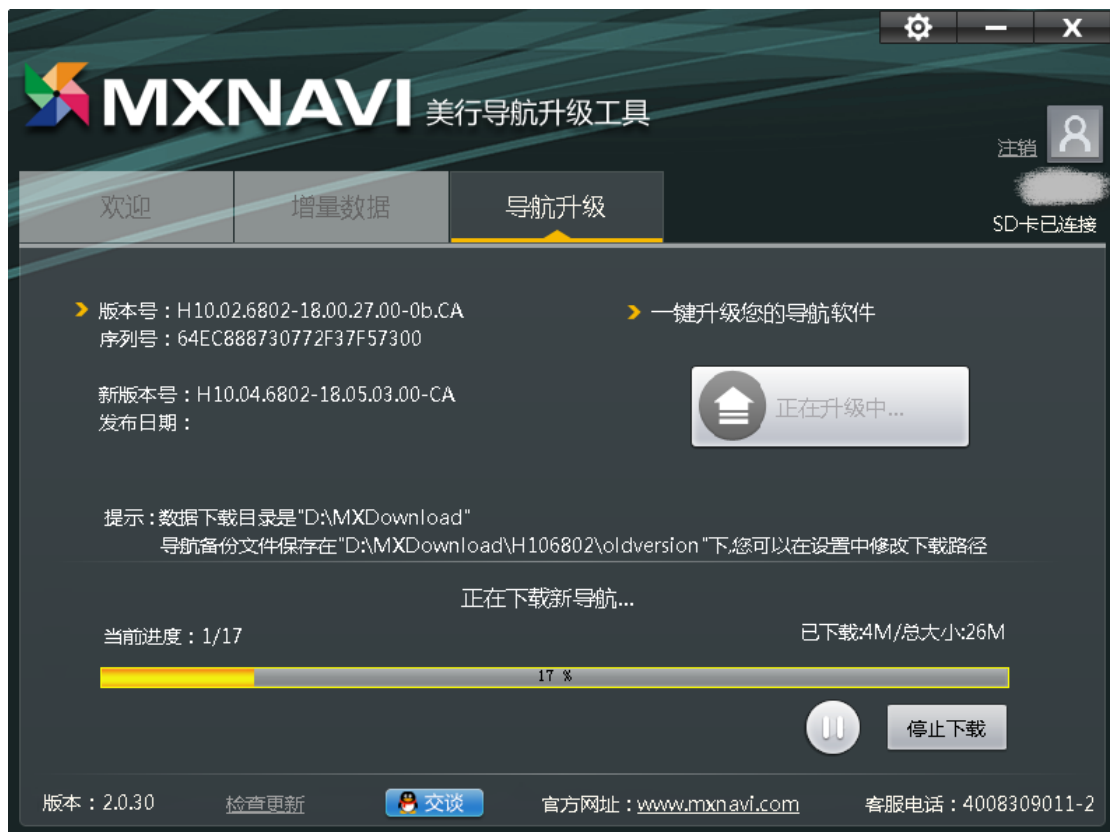 X
MXNAVI 美行导航升级工具
注销
欢迎 增量数据 导航升级
SD卡已连接
版本号：H10.02.6802-18.00.27.00-0b.CA
序列号：64EC888730772F37F57300
一键升级您的导航软件
新版本号：H10.04.6802-18.05.03.00-CA
发布日期：
正在升级中...
提示：数据下载目录是"D:\MXDownload"
导航备份文件保存在"D:\MXDownload\H106802\oldversion"下,您可以在设置中修改下载路径
正在下载新导航...
当前进度：1/17
已下载:4M/总大小:26M
17 %
停止下载
版本：2.0.30 检查更新 交谈 官方网址：www.mxnavi.com 客服电话：4008309011-2